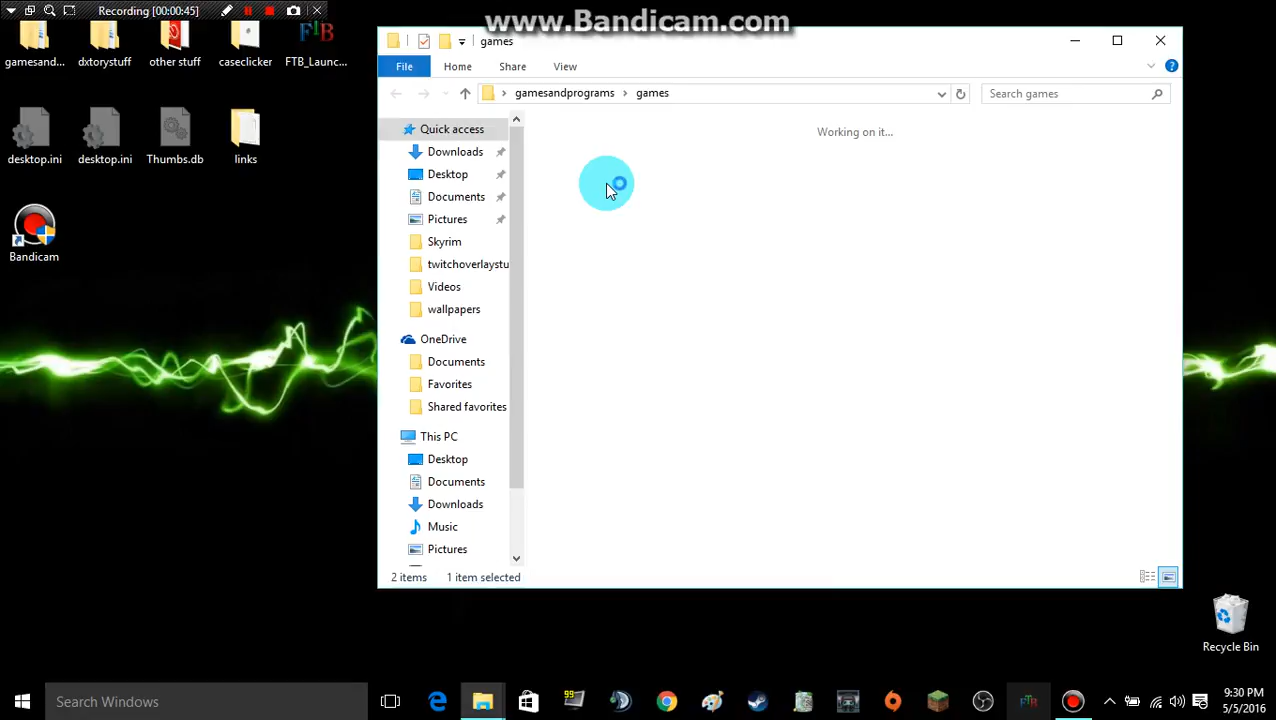 Recording [00:00:45]
www.Bandicam.com
gamesand...
dxtorystuff
other stuff
caseclicker
FTB_Launc...
desktop.ini
desktop.ini
Thumbs.db
links
Bandicam
games
File
Home
Share
View
gamesandprograms
games
Search games
Quick access
Downloads
Desktop
Documents
Pictures
Skyrim
twitchoverlaystu
Videos
wallpapers
OneDrive
Documents
Favorites
Shared favorites
This PC
Desktop
Documents
Downloads
Music
Pictures
Working on it...
2 items
1 item selected
Recycle Bin
Search Windows
99
FTB
9:30 PM
5/5/2016